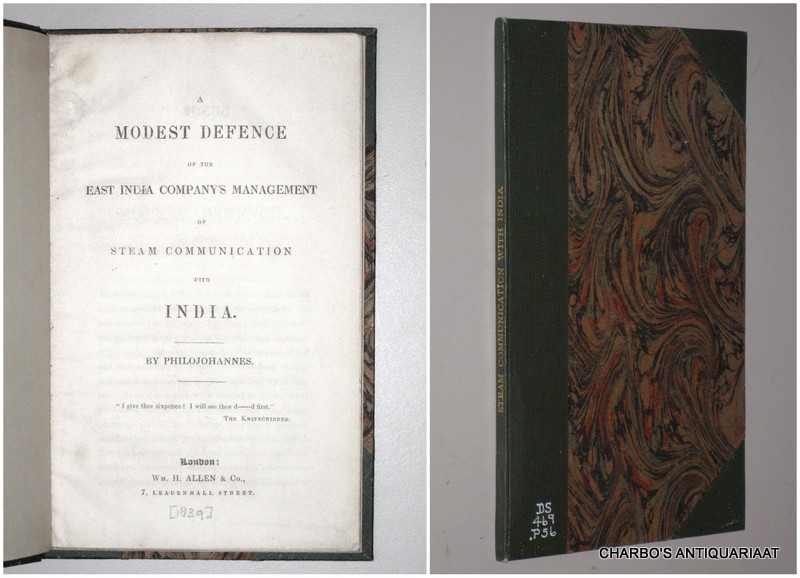 A
MODEST DEFENCE
OF THE
EAST INDIA COMPANY'S MANAGEMENT
OF
STEAM COMMUNICATION
WITH
INDIA.
BY PHILOJOHANNES.
"I give thee sixpence! I will see thee d——d first."
THE KNIFEGRINDER.
London:
WM. H. ALLEN & Co.,
7, LEADENHALL STREET.
[1839]
STEAM COMMUNICATION WITH INDIA
DS
469
.P56
CHARBO'S ANTIQUARIAAT